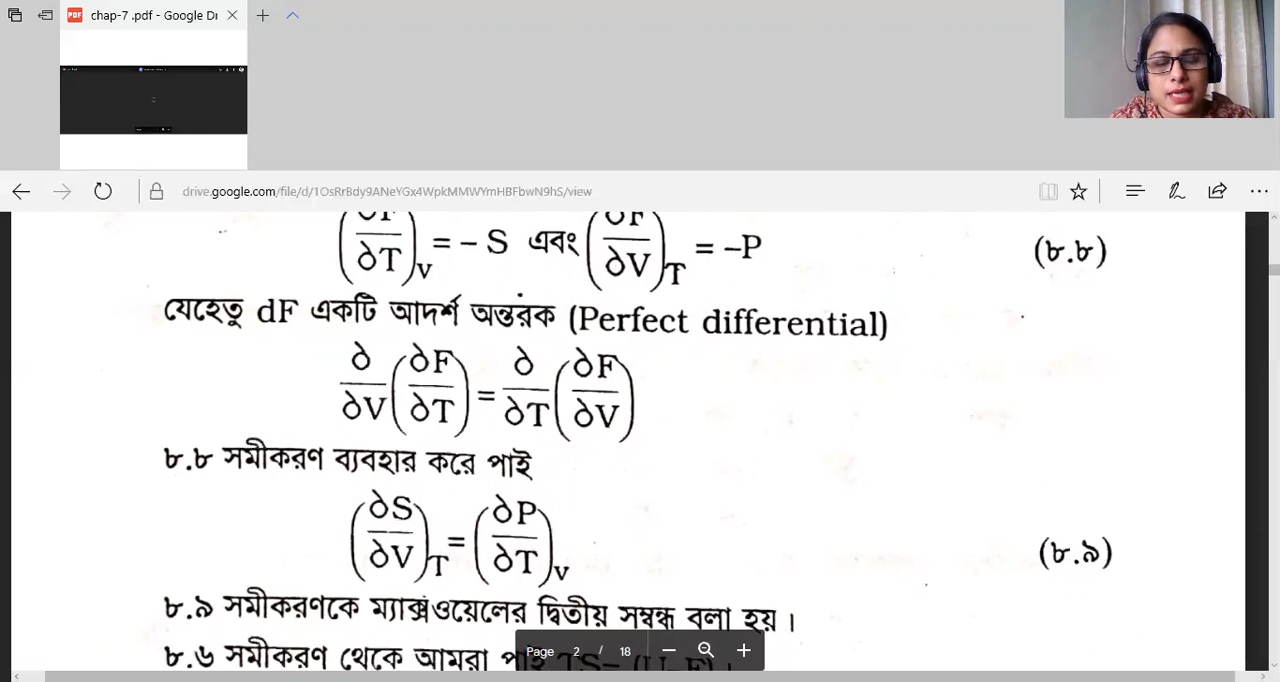 chap-7 .pdf - Google Dr
drive.google.com/file/d/1OsRrBdy9ANeYGx4WpkMMWYmHBFbwN9hS/view
(∂F/∂T)V = – S এবং (∂F/∂V)T = –P (৮.৮)
যেহেতু dF একটি আদর্শ অন্তরক (Perfect differential)
∂/∂V (∂F/∂T) = ∂/∂T (∂F/∂V)
৮.৮ সমীকরণ ব্যবহার করে পাই
(∂S/∂V)T = (∂P/∂T)V (৮.৯)
৮.৯ সমীকরণকে ম্যাক্সওয়েলের দ্বিতীয় সম্বন্ধ বলা হয়।
৮.৬ সমীকরণ থেকে আমরা পাই TS= (U–F)।
Page 2 / 18